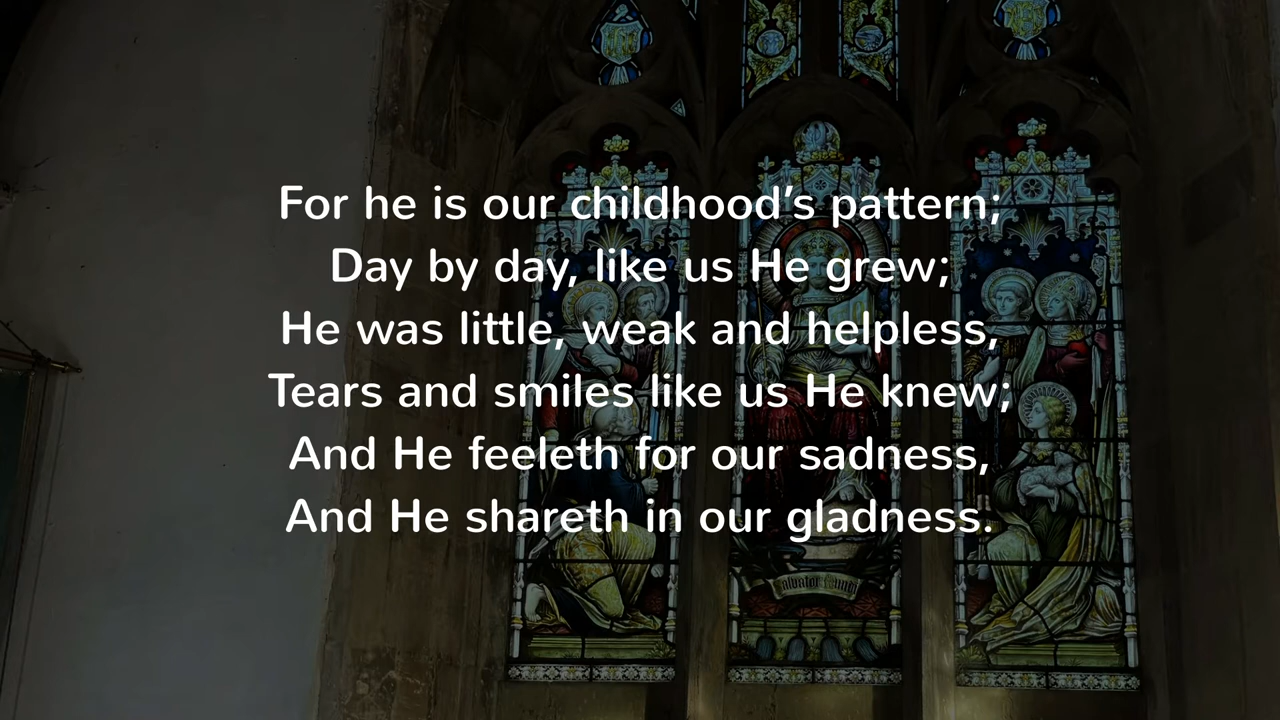 For he is our childhood's pattern;
Day by day, like us He grew;
He was little, weak and helpless,
Tears and smiles like us He knew;
And He feeleth for our sadness,
And He shareth in our gladness.